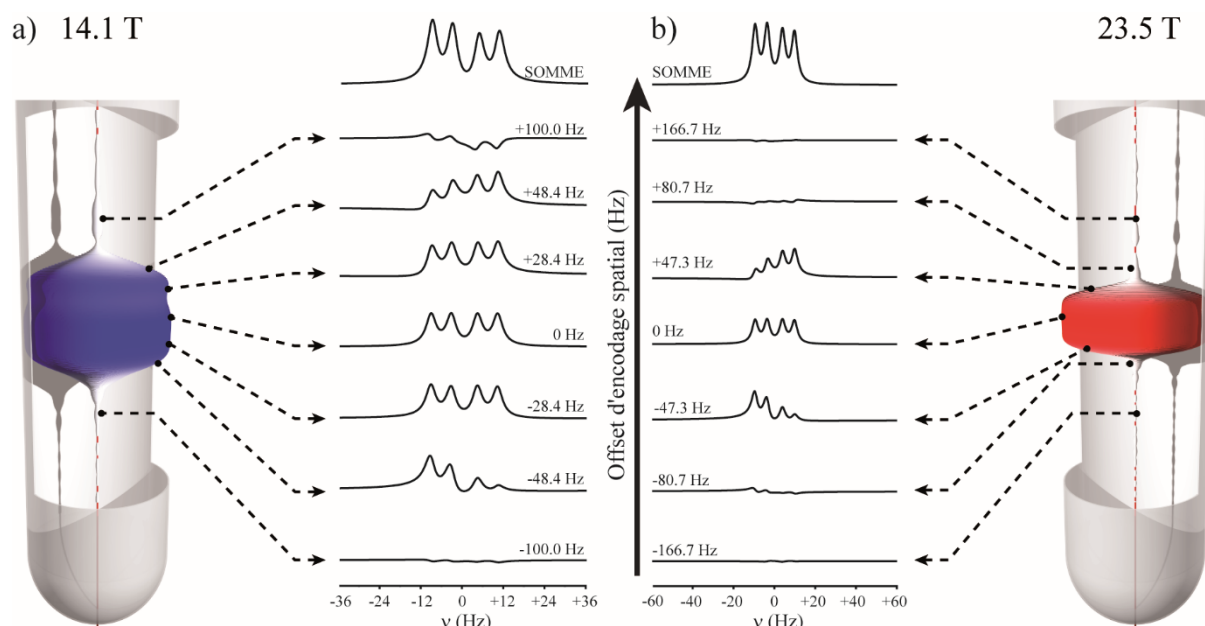 a) 14.1 T
SOMME
+100.0 Hz
+48.4 Hz
+28.4 Hz
0 Hz
-28.4 Hz
-48.4 Hz
-100.0 Hz
-36 -24 -12 0 +12 +24 +36
ν (Hz)
Offset d'encodage spatial (Hz)
b) 23.5 T
SOMME
+166.7 Hz
+80.7 Hz
+47.3 Hz
0 Hz
-47.3 Hz
-80.7 Hz
-166.7 Hz
-60 -40 -20 0 +20 +40 +60
ν (Hz)